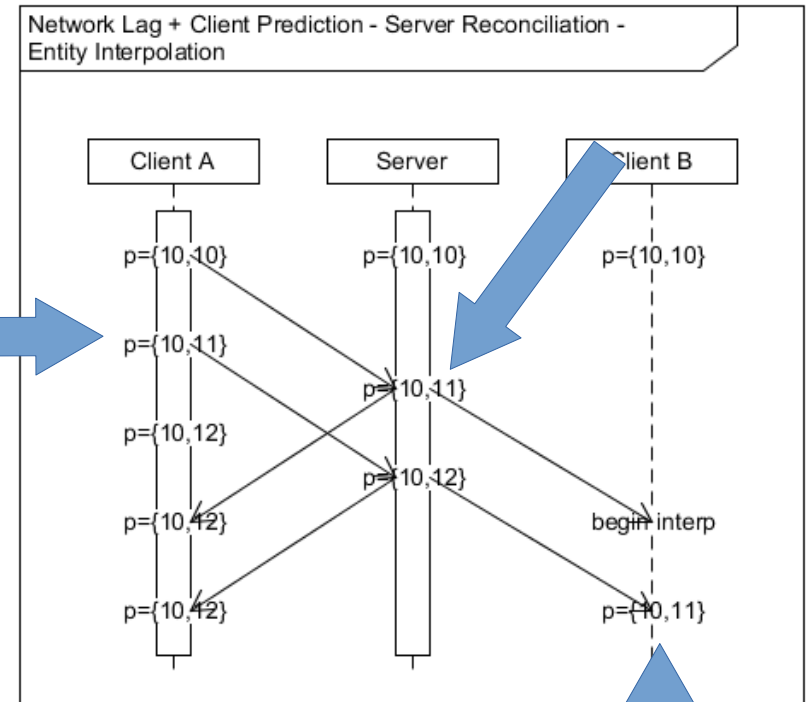 Network Lag + Client Prediction - Server Reconciliation -
Entity Interpolation
Client A Server Client B
p={10,10} p={10,10} p={10,10}
p={10,11}
p={10,11}
p={10,12}
p={10,12}
p={10,12} begin interp
p={10,12} p={10,11}